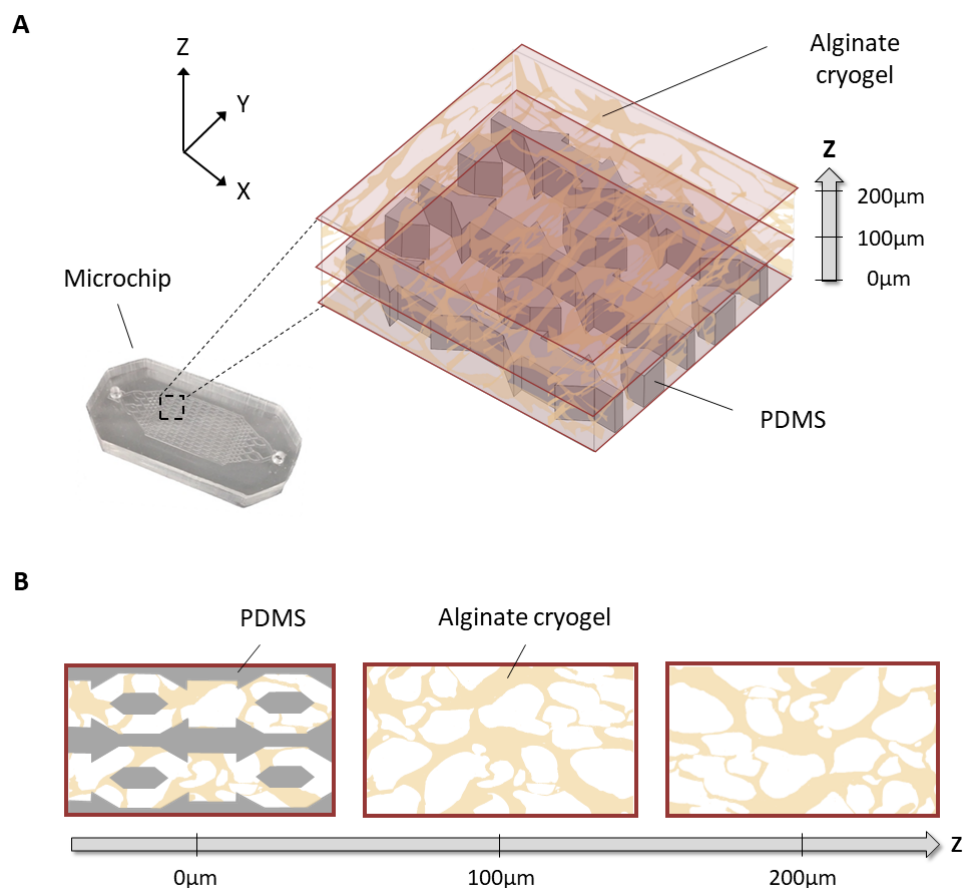 A
Z
Y
X
Alginate
cryogel
Z
200µm
100µm
0µm
Microchip
PDMS
B
PDMS
Alginate cryogel
Z
0µm
100µm
200µm